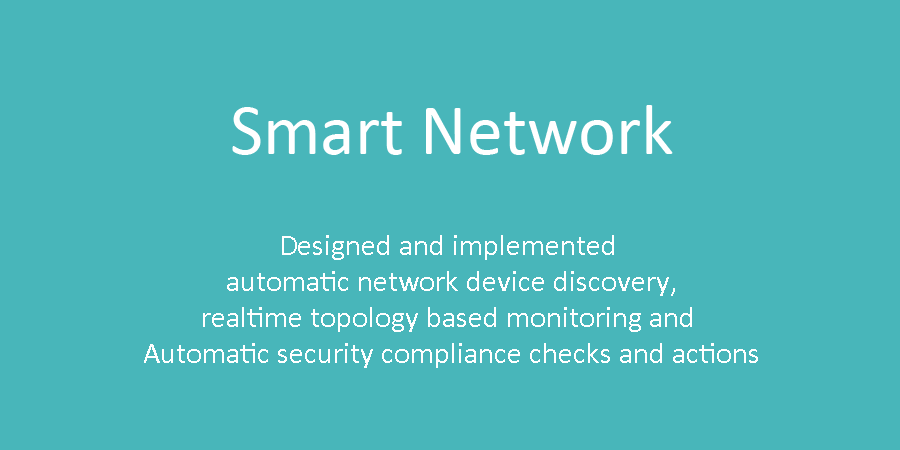 Smart Network
Designed and implemented
automatic network device discovery,
realtime topology based monitoring and
Automatic security compliance checks and actions